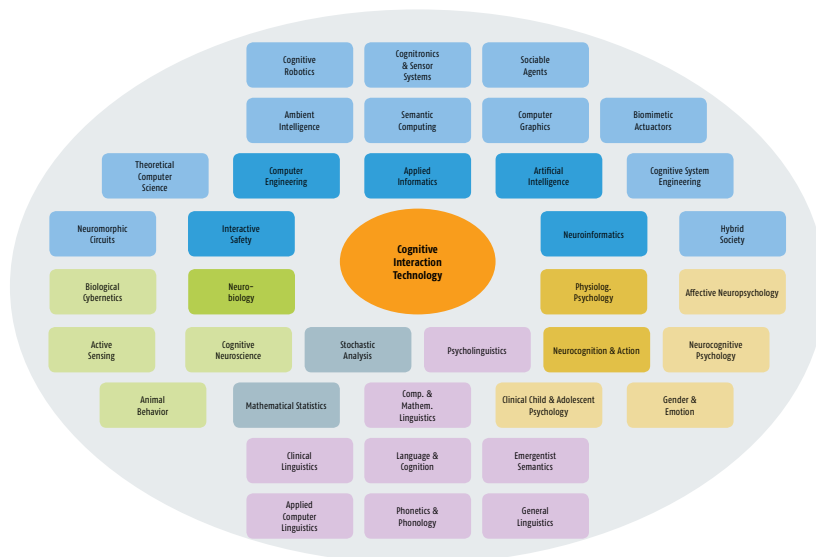 Cognitive
Robotics
Cognitronics
& Sensor
Systems
Sociable
Agents
Ambient
Intelligence
Semantic
Computing
Computer
Graphics
Biomimetic
Actuactors
Theoretical
Computer
Science
Computer
Engineering
Applied
Informatics
Artificial
Intelligence
Cognitive System
Engineering
Neuromorphic
Circuits
Interactive
Safety
Cognitive
Interaction
Technology
Neuroinformatics
Hybrid
Society
Biological
Cybernetics
Neuro-
biology
Physiolog.
Psychology
Affective Neuropsychology
Active
Sensing
Cognitive
Neuroscience
Stochastic
Analysis
Psycholinguistics
Neurocognition & Action
Neurocognitive
Psychology
Animal
Behavior
Mathematical Statistics
Comp. &
Mathem.
Linguistics
Clinical Child & Adolescent
Psychology
Gender &
Emotion
Clinical
Linguistics
Language &
Cognition
Emergentist
Semantics
Applied
Computer
Linguistics
Phonetics &
Phonology
General
Linguistics